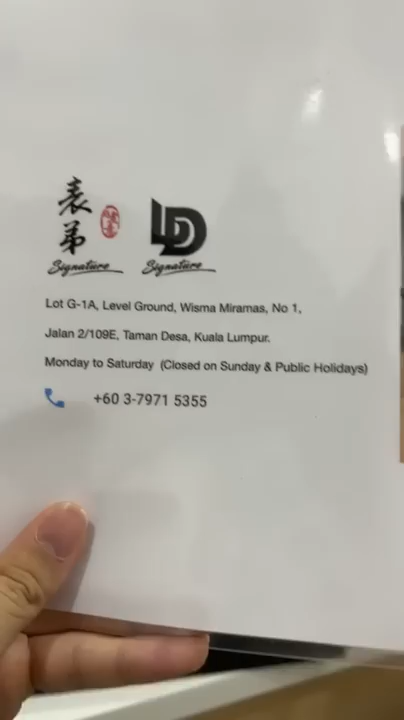 表弟
Signature
LD
Signature
Lot G-1A, Level Ground, Wisma Miramas, No 1,
Jalan 2/109E, Taman Desa, Kuala Lumpur.
Monday to Saturday (Closed on Sunday & Public Holidays)
+60 3-7971 5355